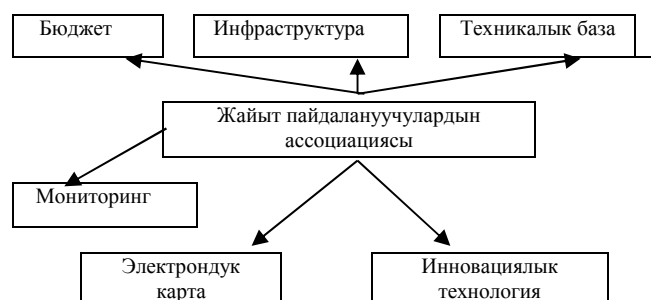 Бюджет
Инфраструктура
Техникалык база
Жайыт пайдалануучулардын
ассоциациясы
Мониторинг
Электрондук
карта
Инновациялык
технология